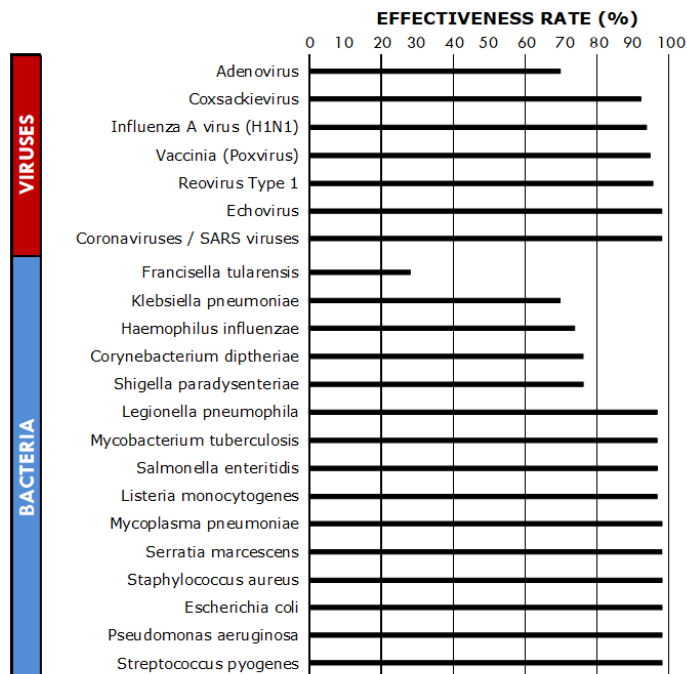 EFFECTIVENESS RATE (%)
0 10 20 30 40 50 60 70 80 90 100
VIRUSES
Adenovirus
Coxsackievirus
Influenza A virus (H1N1)
Vaccinia (Poxvirus)
Reovirus Type 1
Echovirus
Coronaviruses / SARS viruses
BACTERIA
Francisella tularensis
Klebsiella pneumoniae
Haemophilus influenzae
Corynebacterium diptheriae
Shigella paradysenteriae
Legionella pneumophila
Mycobacterium tuberculosis
Salmonella enteritidis
Listeria monocytogenes
Mycoplasma pneumoniae
Serratia marcescens
Staphylococcus aureus
Escherichia coli
Pseudomonas aeruginosa
Streptococcus pyogenes